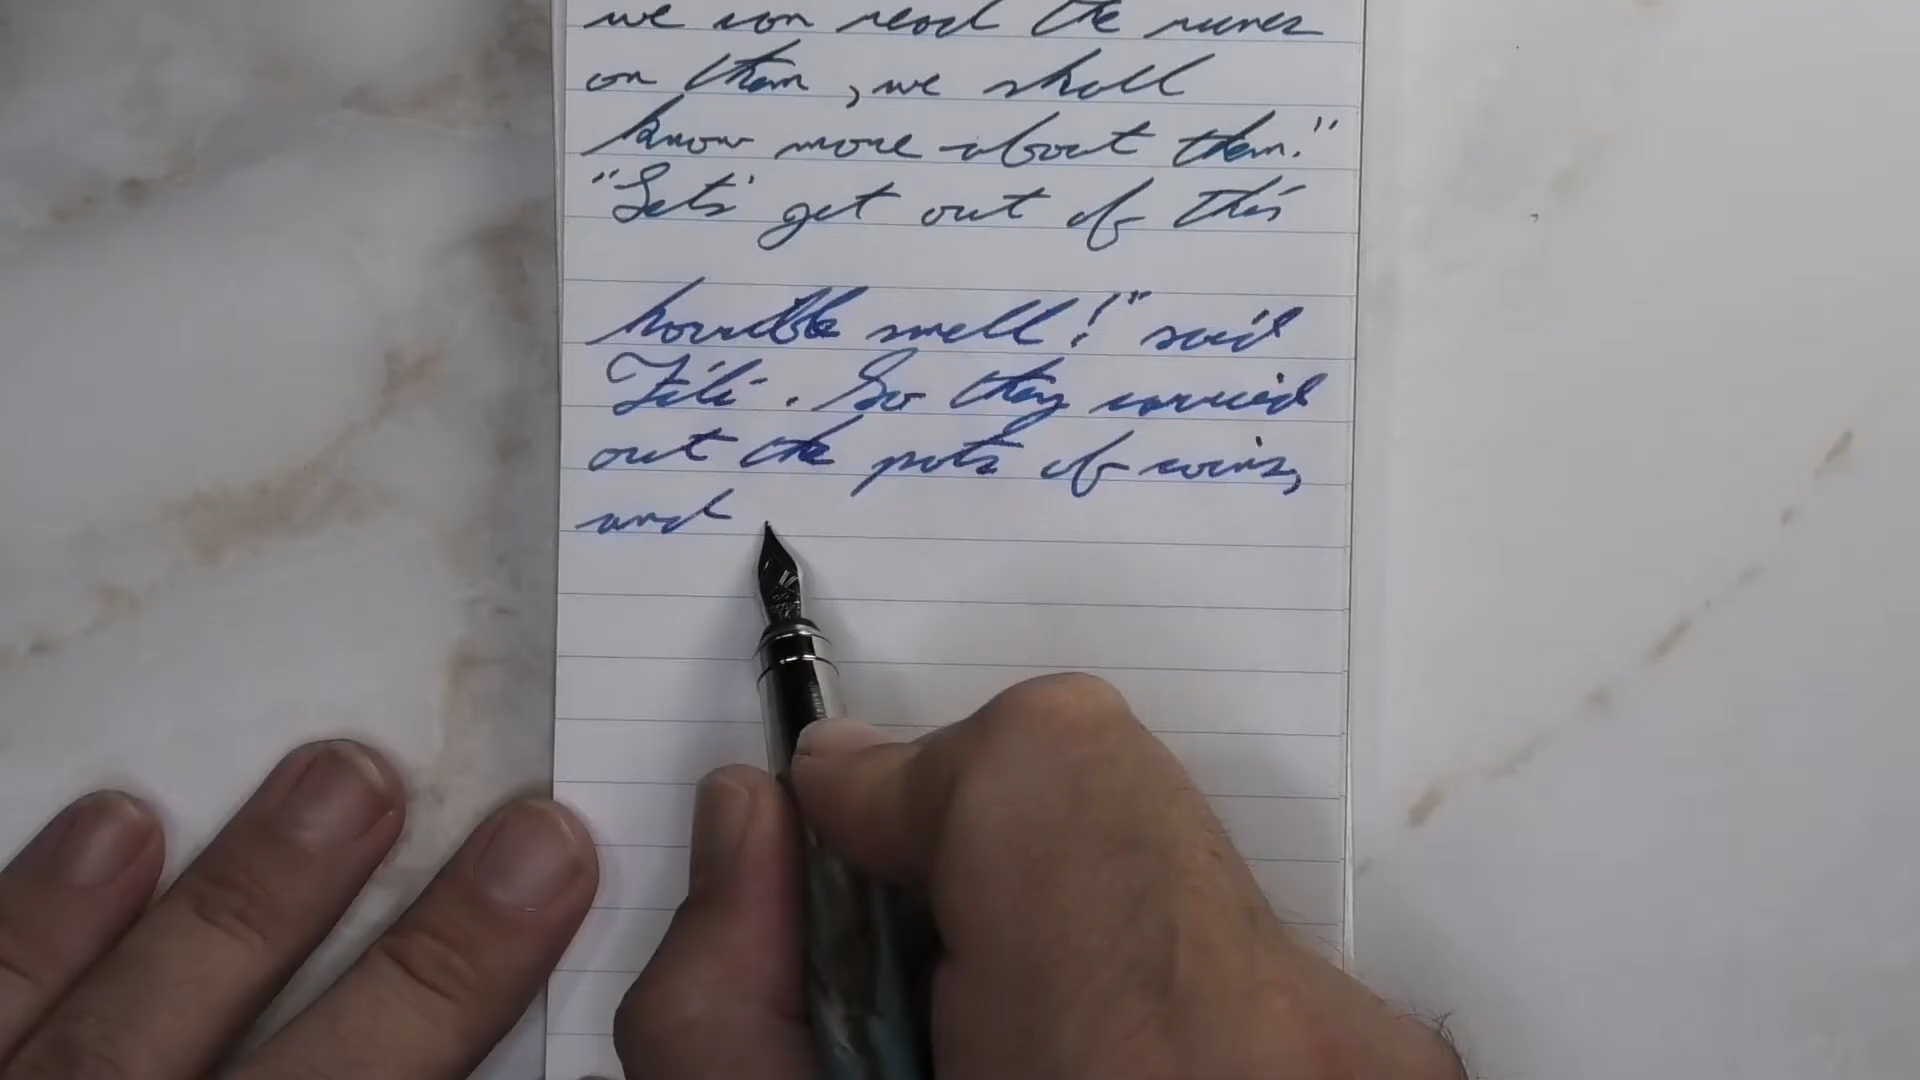 we can read the runes
on them, we shall
know more about them."
"Let's get out of this
horrible smell!" said
Fili. So they carried
out the pots of coins,
and